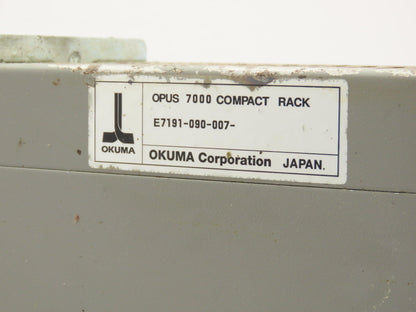 OPUS 7000 COMPACT RACK
E7191-090-007-
OKUMA
OKUMA Corporation JAPAN.